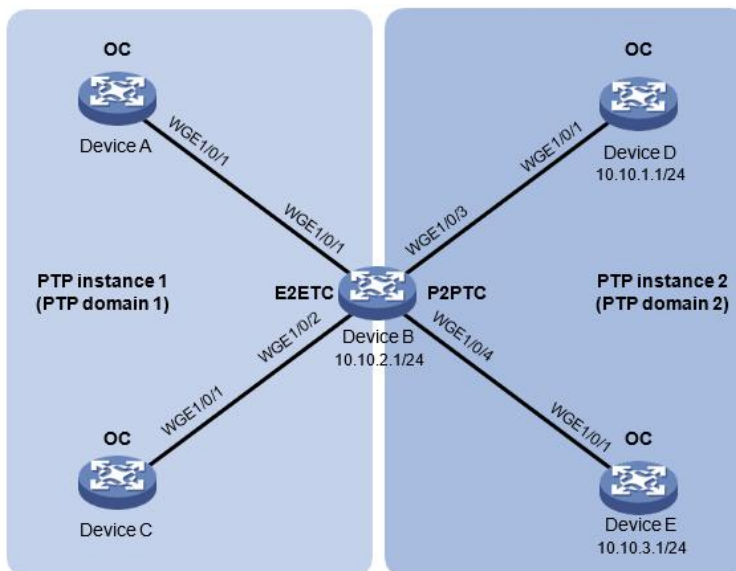 OC
Device A
WGE1/0/1
WGE1/0/1
PTP instance 1
(PTP domain 1)
WGE1/0/2
WGE1/0/1
OC
Device C
E2ETC
P2PTC
Device B
10.10.2.1/24
OC
Device D
10.10.1.1/24
WGE1/0/1
WGE1/0/3
PTP instance 2
(PTP domain 2)
WGE1/0/4
WGE1/0/1
OC
Device E
10.10.3.1/24